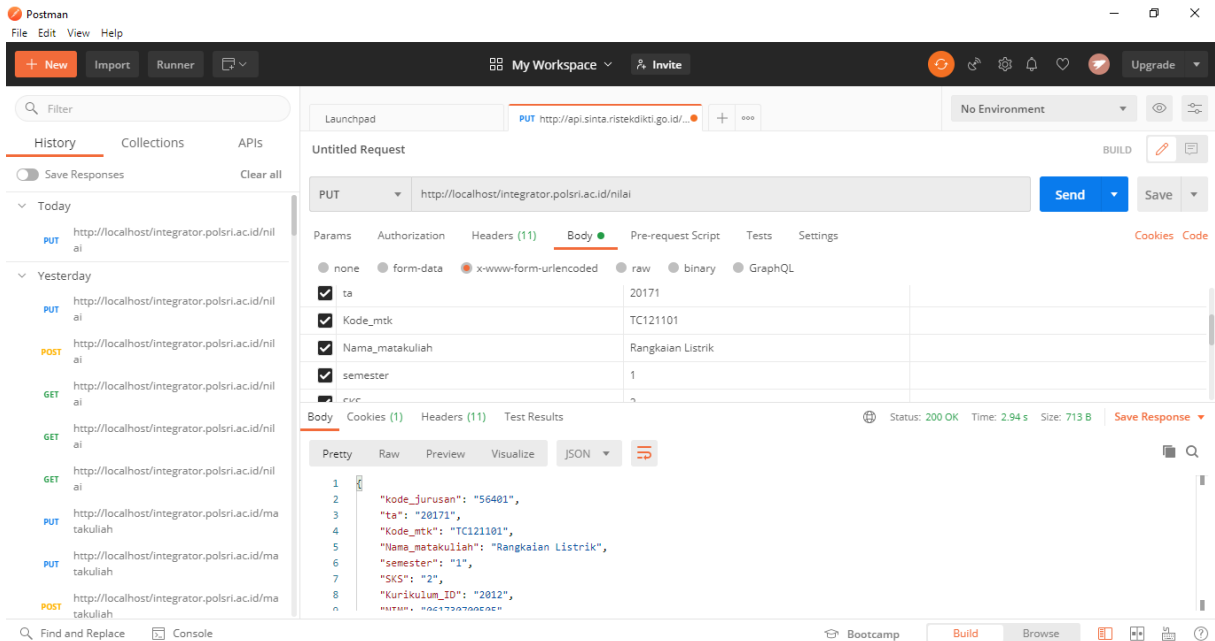 Postman
File Edit View Help
+ New Import Runner My Workspace Invite Upgrade
Filter
History Collections APIs
Save Responses Clear all
Today
PUT http://localhost/integrator.polsri.ac.id/nil
ai
Yesterday
PUT http://localhost/integrator.polsri.ac.id/nil
ai
POST http://localhost/integrator.polsri.ac.id/nil
ai
GET http://localhost/integrator.polsri.ac.id/nil
ai
GET http://localhost/integrator.polsri.ac.id/nil
ai
GET http://localhost/integrator.polsri.ac.id/nil
ai
PUT http://localhost/integrator.polsri.ac.id/ma
takuliah
PUT http://localhost/integrator.polsri.ac.id/ma
takuliah
POST http://localhost/integrator.polsri.ac.id/ma
takuliah
Launchpad PUT http://api.sinta.ristekdikti.go.id/... No Environment
Untitled Request BUILD
PUT http://localhost/integrator.polsri.ac.id/nilai Send Save
Params Authorization Headers (11) Body Pre-request Script Tests Settings Cookies Code
none form-data x-www-form-urlencoded raw binary GraphQL
ta 20171
Kode_mtk TC121101
Nama_matakuliah Rangkaian Listrik
semester 1
SKS 2
Body Cookies (1) Headers (11) Test Results Status: 200 OK Time: 2.94 s Size: 713 B Save Response
Pretty Raw Preview Visualize JSON
1 {
2 "kode_jurusan": "56401",
3 "ta": "20171",
4 "Kode_mtk": "TC121101",
5 "Nama_matakuliah": "Rangkaian Listrik",
6 "semester": "1",
7 "SKS": "2",
8 "Kurikulum_ID": "2012",
9 "NIM": "061730700505"
Find and Replace Console Bootcamp Build Browse